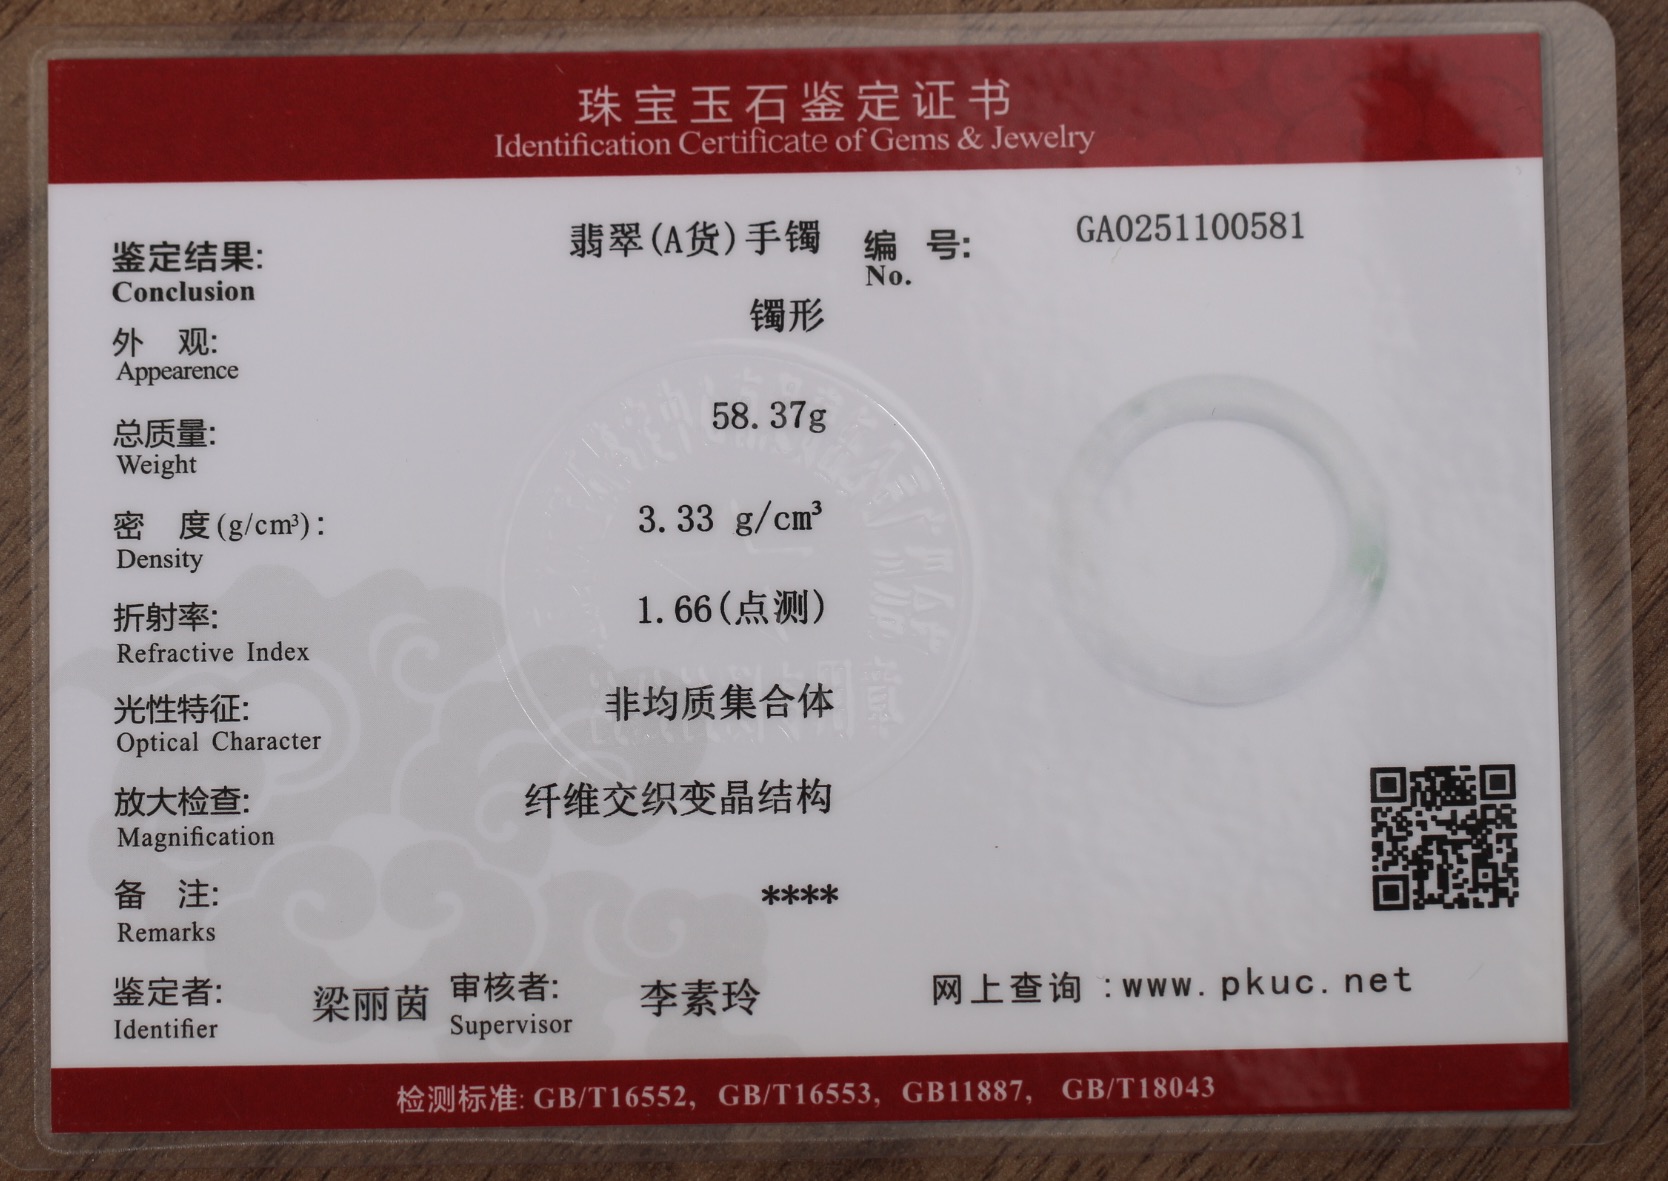 珠宝玉石鉴定证书
Identification Certificate of Gems & Jewelry
鉴定结果: 翡翠(A货)手镯
Conclusion
编 号: GA0251100581
No.
外 观: 镯形
Appearence
总质量: 58.37g
Weight
密 度(g/cm³): 3.33 g/cm³
Density
折射率: 1.66(点测)
Refractive Index
光性特征: 非均质集合体
Optical Character
放大检查: 纤维交织变晶结构
Magnification
备 注: ****
Remarks
鉴定者: 梁丽茵 审核者: 李素玲
Identifier Supervisor
网上查询 :www.pkuc.net
检测标准: GB/T16552, GB/T16553, GB11887, GB/T18043